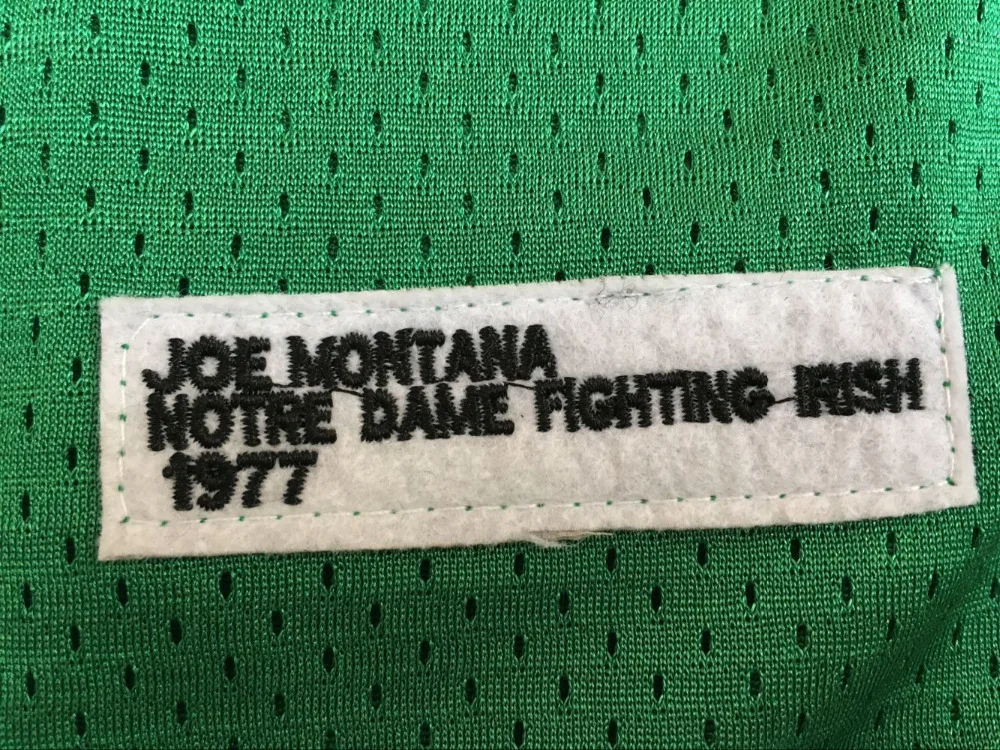 JOE MONTANA
NOTRE DAME FIGHTING IRISH
1977